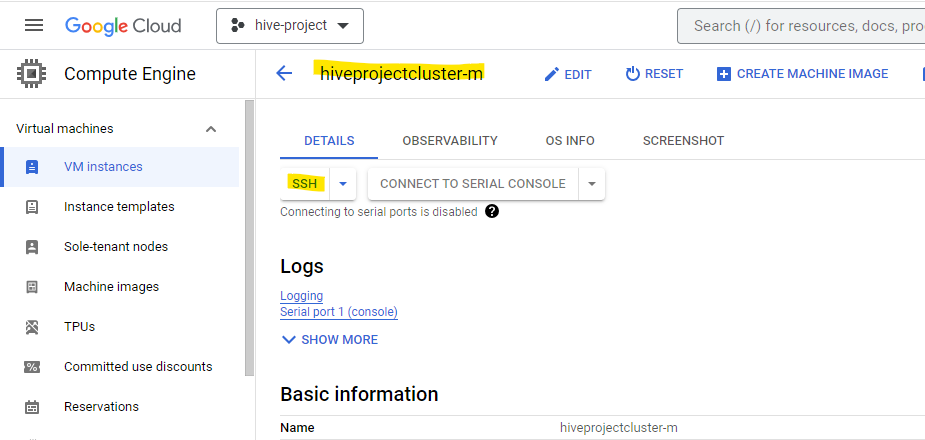 Google Cloud
hive-project
Search (/) for resources, docs, pro
Compute Engine
hiveprojectcluster-m
EDIT
RESET
CREATE MACHINE IMAGE
Virtual machines
VM instances
Instance templates
Sole-tenant nodes
Machine images
TPUs
Committed use discounts
Reservations
DETAILS
OBSERVABILITY
OS INFO
SCREENSHOT
SSH
CONNECT TO SERIAL CONSOLE
Connecting to serial ports is disabled ?
Logs
Logging
Serial port 1 (console)
SHOW MORE
Basic information
Name hiveprojectcluster-m